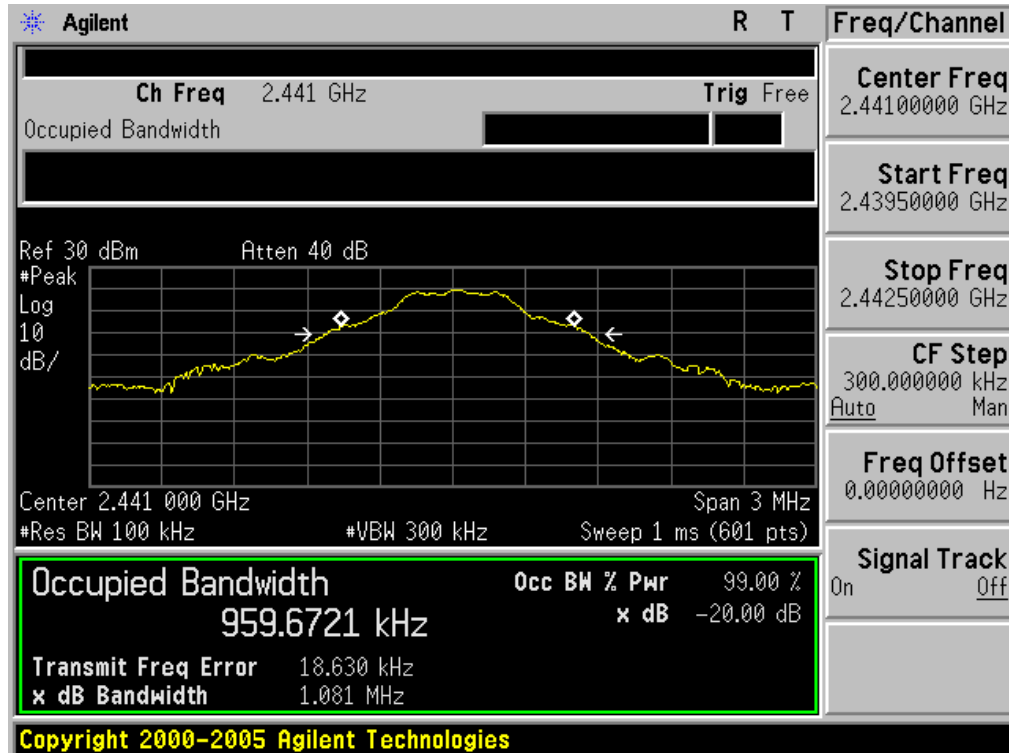 Agilent R T
Freq/Channel
Ch Freq 2.441 GHz Trig Free
Occupied Bandwidth
Center Freq
2.44100000 GHz
Start Freq
2.43950000 GHz
Stop Freq
2.44250000 GHz
CF Step
300.000000 kHz
Auto Man
Freq Offset
0.00000000 Hz
Signal Track
On Off
Ref 30 dBm Atten 40 dB
#Peak
Log
10
dB/
Center 2.441 000 GHz Span 3 MHz
#Res BW 100 kHz #VBW 300 kHz Sweep 1 ms (601 pts)
Occupied Bandwidth
959.6721 kHz
Occ BW % Pwr 99.00 %
x dB -20.00 dB
Transmit Freq Error 18.630 kHz
x dB Bandwidth 1.081 MHz
Copyright 2000-2005 Agilent Technologies